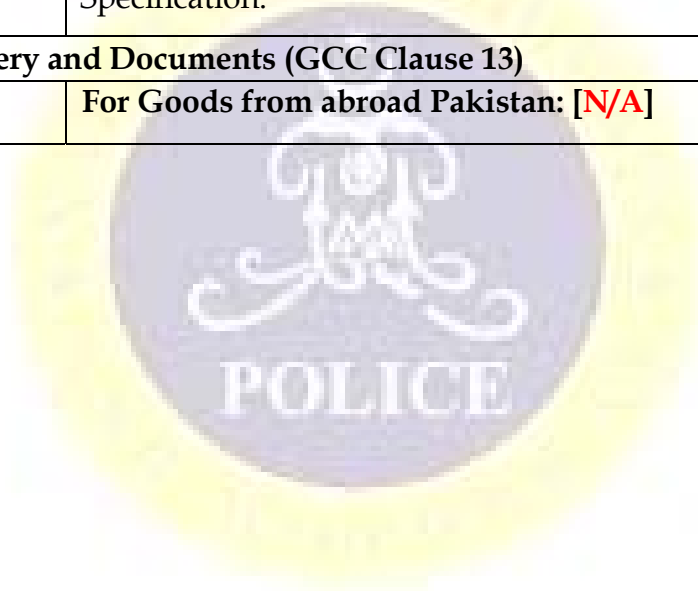 Specification.
ery and Documents (GCC Clause 13)
For Goods from abroad Pakistan: [N/A]
POLICE